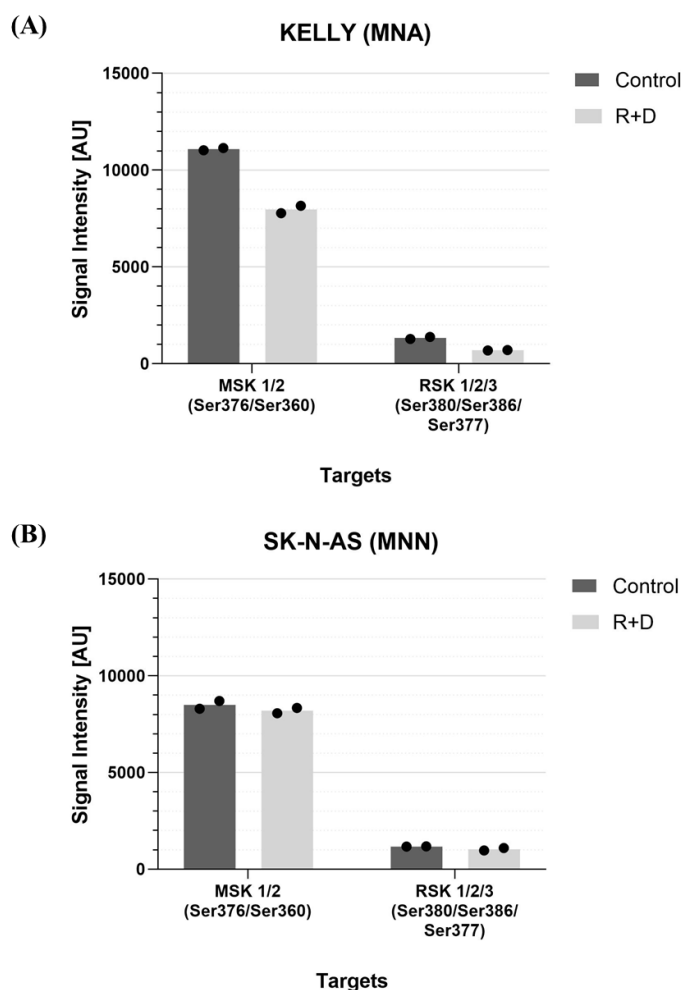 (A)
KELLY (MNA)
15000
10000
5000
0
Signal Intensity [AU]
Control
R+D
MSK 1/2
(Ser376/Ser360)
RSK 1/2/3
(Ser380/Ser386/
Ser377)
Targets
(B)
SK-N-AS (MNN)
15000
10000
5000
0
Signal Intensity [AU]
Control
R+D
MSK 1/2
(Ser376/Ser360)
RSK 1/2/3
(Ser380/Ser386/
Ser377)
Targets